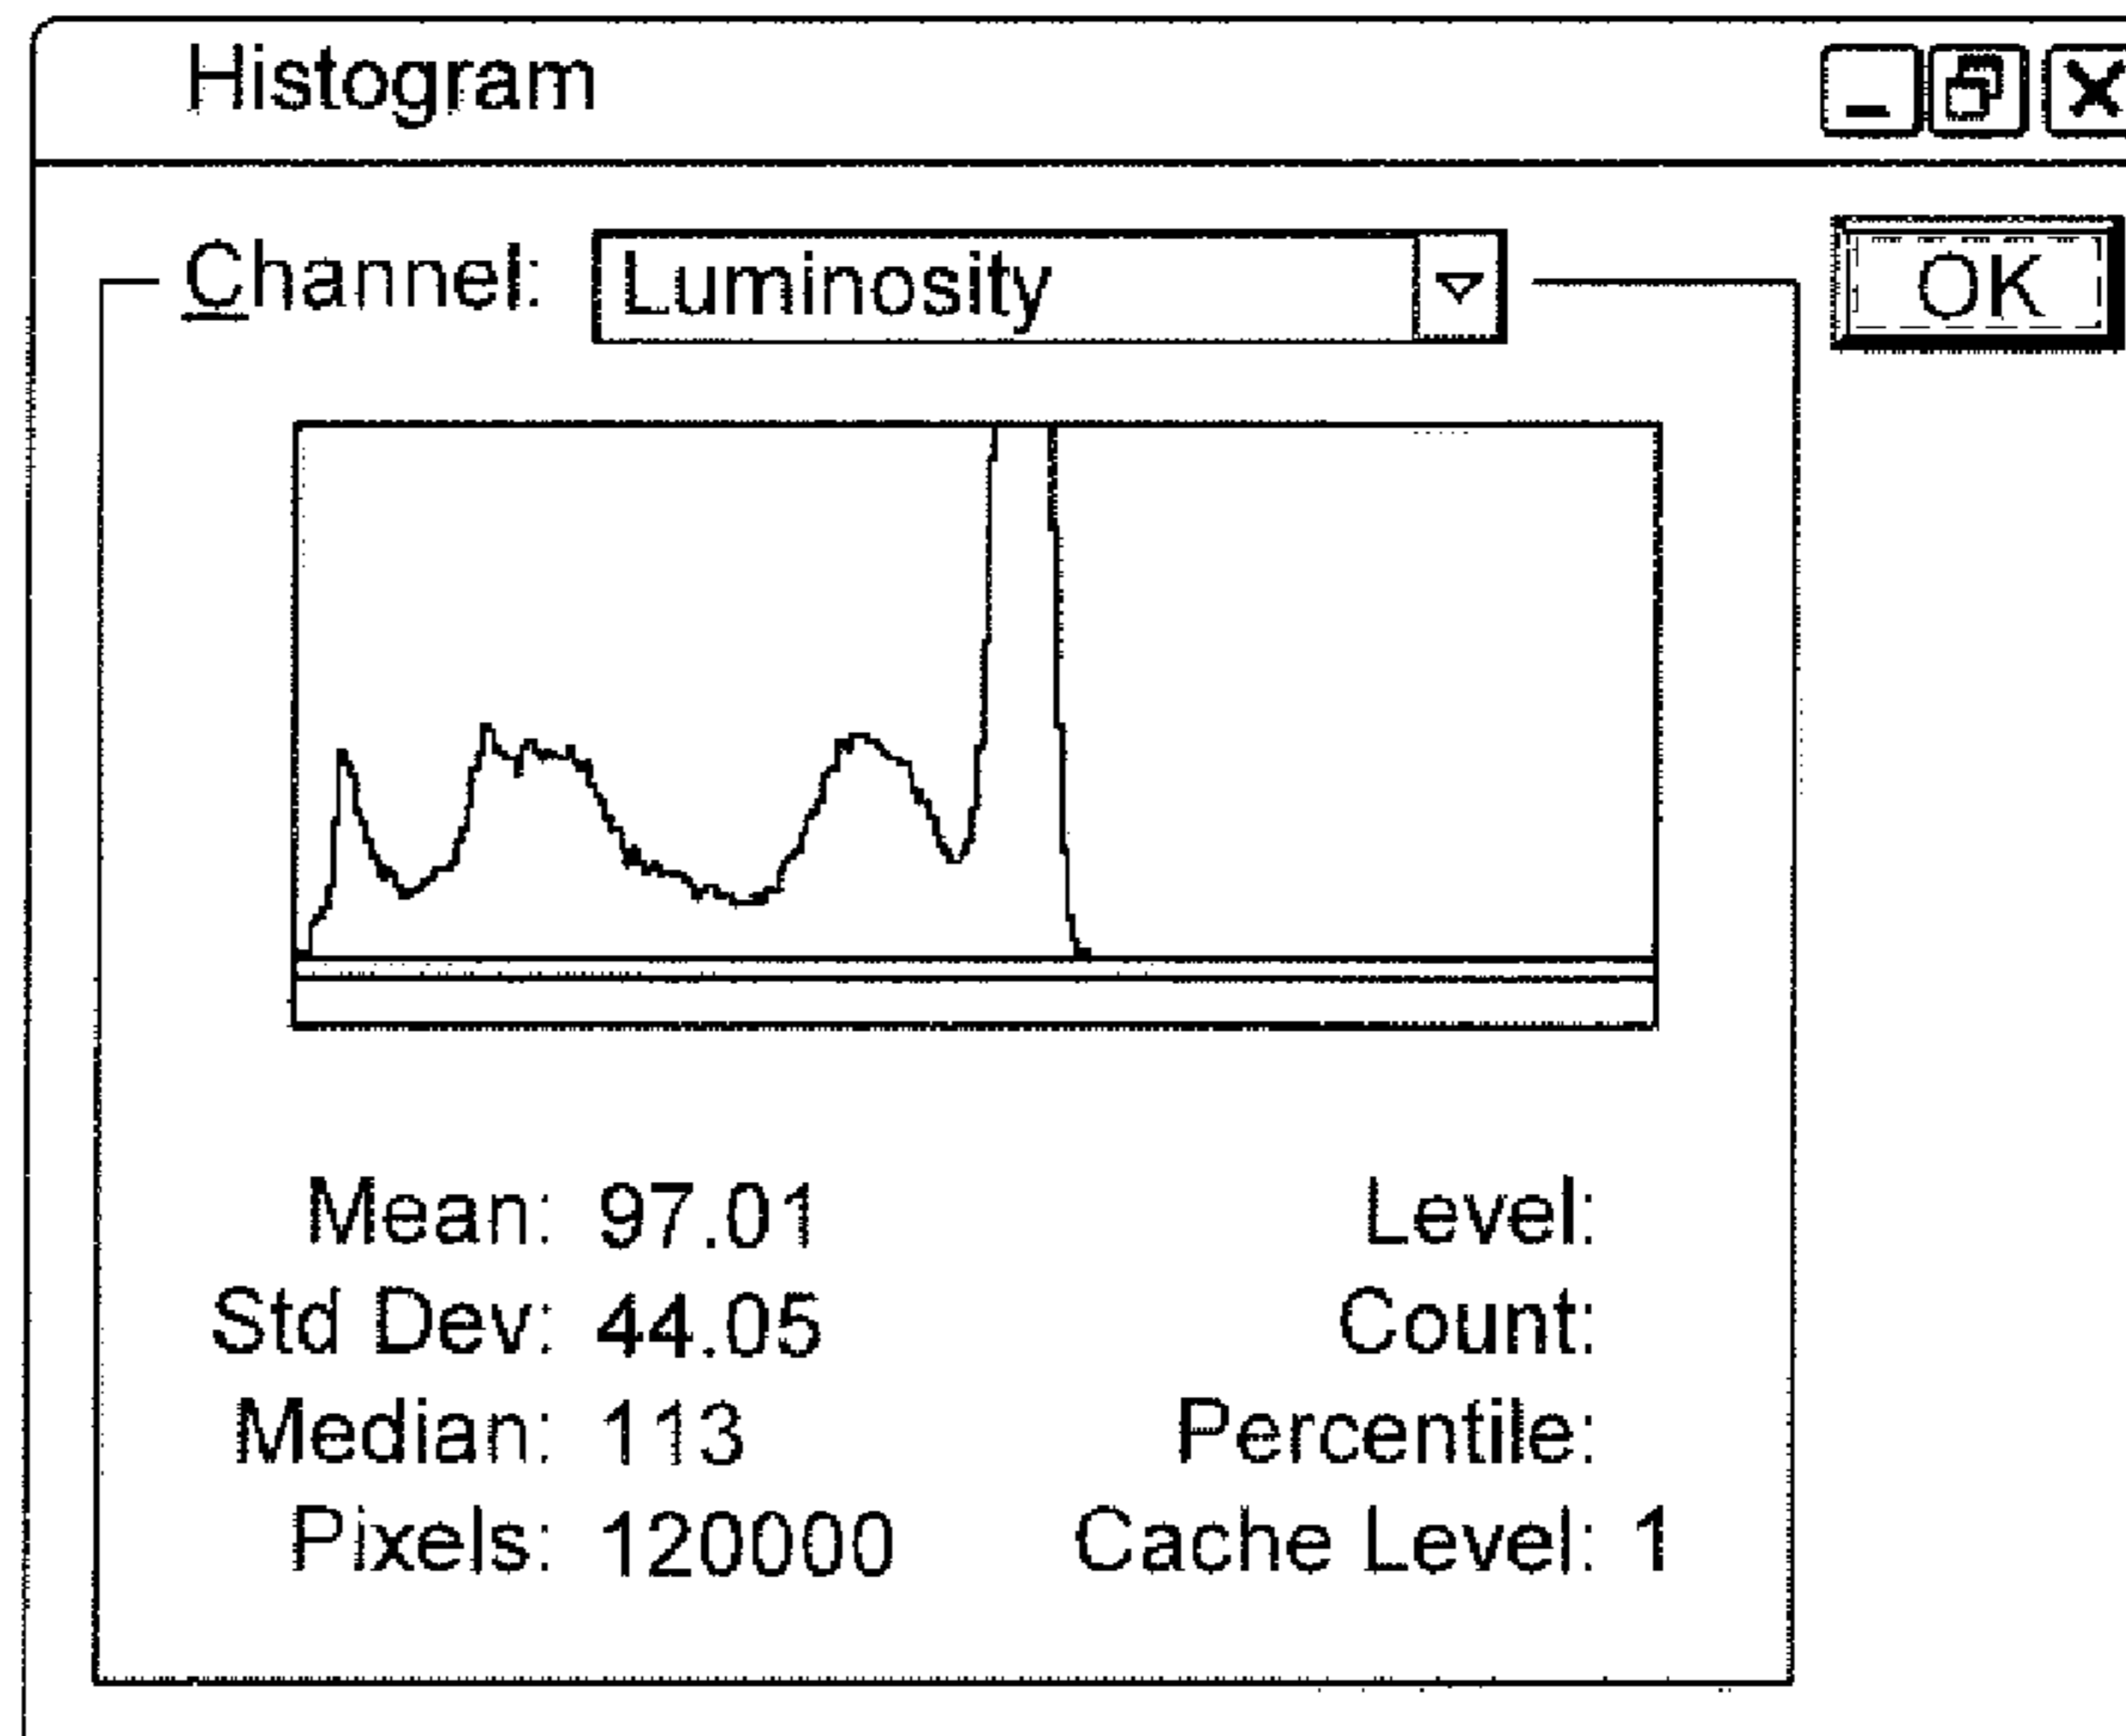 Histogram
Channel: Luminosity
OK
Mean: 97.01 Level:
Std Dev: 44.05 Count:
Median: 113 Percentile:
Pixels: 120000 Cache Level: 1